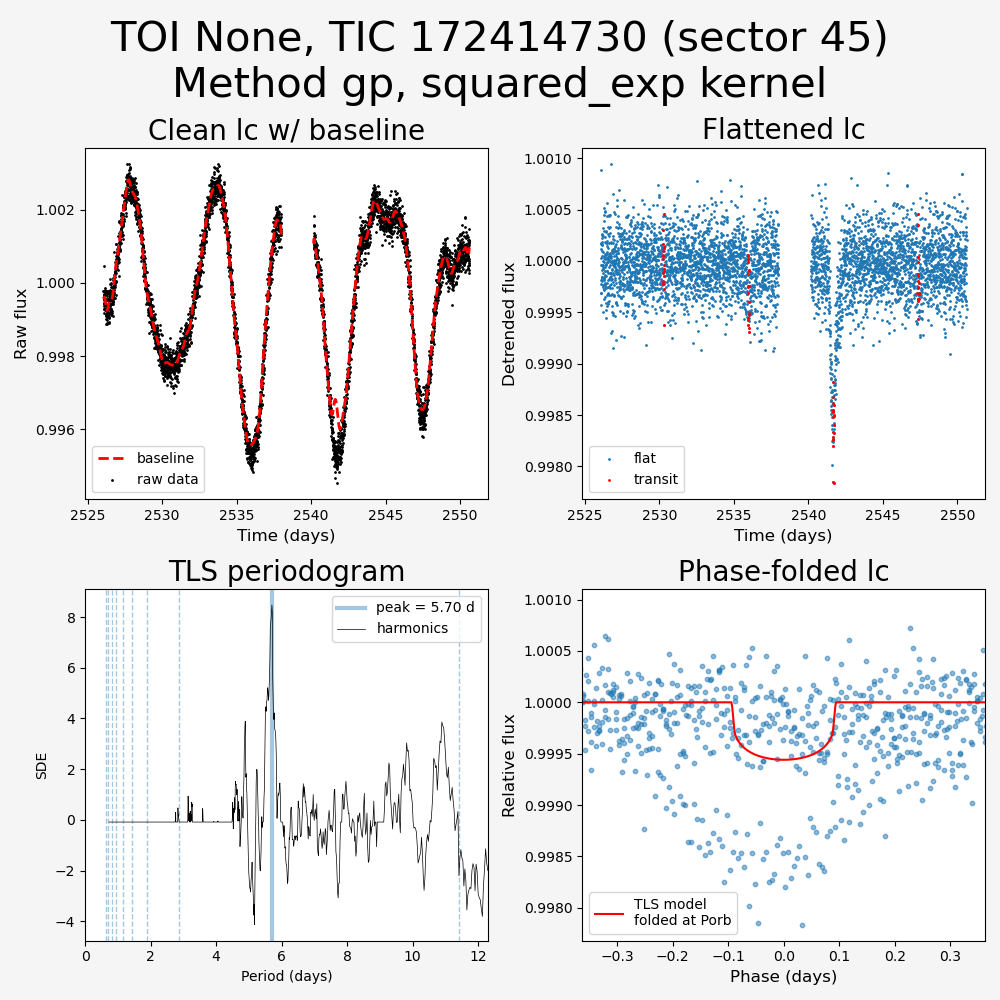 TOI None, TIC 172414730 (sector 45)
Method gp, squared_exp kernel
Clean lc w/ baseline
Raw flux
1.002
1.000
0.998
0.996
baseline
raw data
2525
2530
2535
2540
2545
2550
Time (days)
Flattened lc
Detrended flux
1.0010
1.0005
1.0000
0.9995
0.9990
0.9985
0.9980
flat
transit
2525
2530
2535
2540
2545
2550
Time (days)
TLS periodogram
SDE
8
6
4
2
0
−2
−4
peak = 5.70 d
harmonics
0
2
4
6
8
10
12
Period (days)
Phase-folded lc
Relative flux
1.0010
1.0005
1.0000
0.9995
0.9990
0.9985
0.9980
TLS model
folded at Porb
−0.3
−0.2
−0.1
0.0
0.1
0.2
0.3
Phase (days)